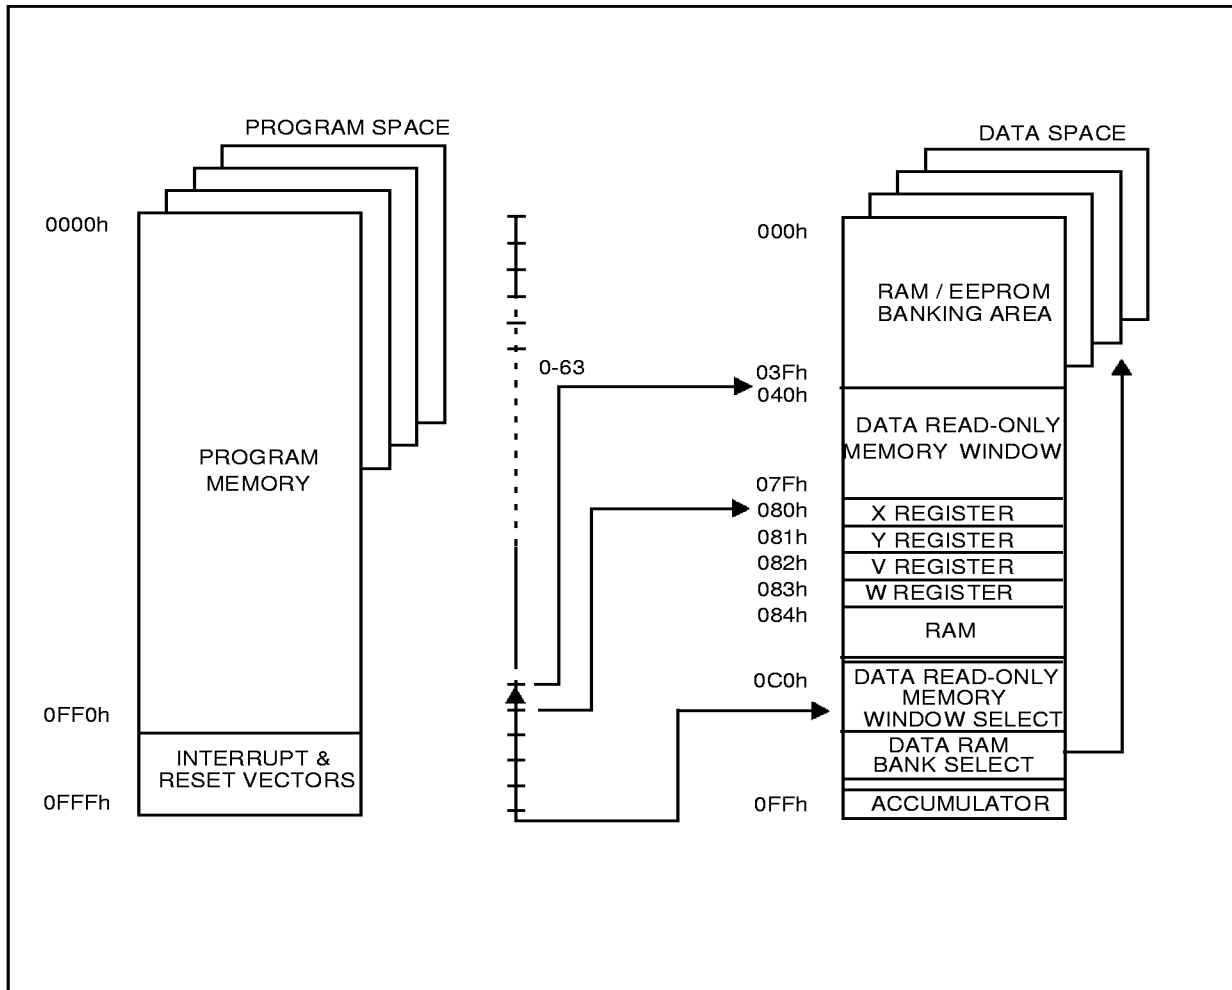 PROGRAM SPACE
0000h
PROGRAM
MEMORY
0FF0h
INTERRUPT &
RESET VECTORS
0FFFh
0-63
DATA SPACE
000h
RAM / EEPROM
BANKING AREA
03Fh
040h
DATA READ-ONLY
MEMORY WINDOW
07Fh
080h
X REGISTER
081h
Y REGISTER
082h
V REGISTER
083h
W REGISTER
084h
RAM
0C0h
DATA READ-ONLY
MEMORY
WINDOW SELECT
DATA RAM
BANK SELECT
0FFh
ACCUMULATOR